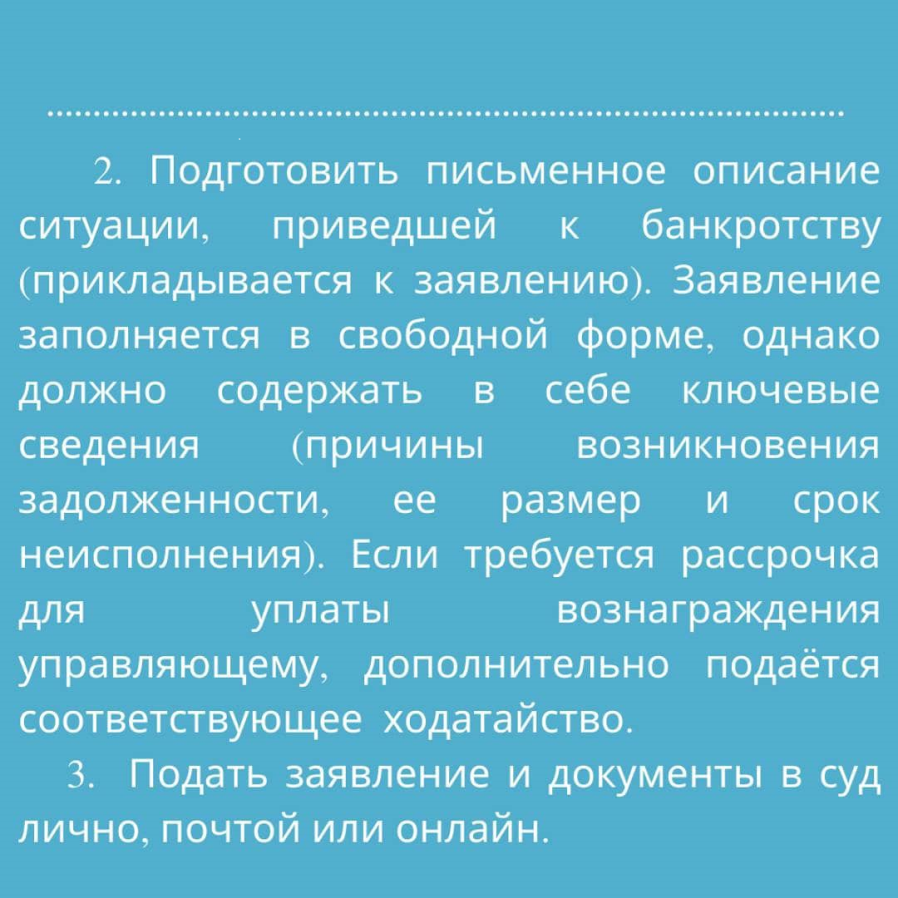 2. Подготовить письменное описание
ситуации, приведшей к банкротству
(прикладывается к заявлению). Заявление
заполняется в свободной форме, однако
должно содержать в себе ключевые
сведения (причины возникновения
задолженности, ее размер и срок
неисполнения). Если требуется рассрочка
для уплаты вознаграждения
управляющему, дополнительно подаётся
соответствующее ходатайство.
3. Подать заявление и документы в суд
лично, почтой или онлайн.